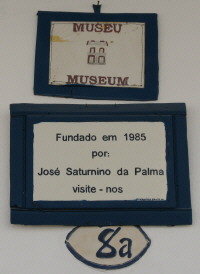 MUSEU
MUSEUM
Fundado em 1985
por:
José Saturnino da Palma
visite - nos
8a